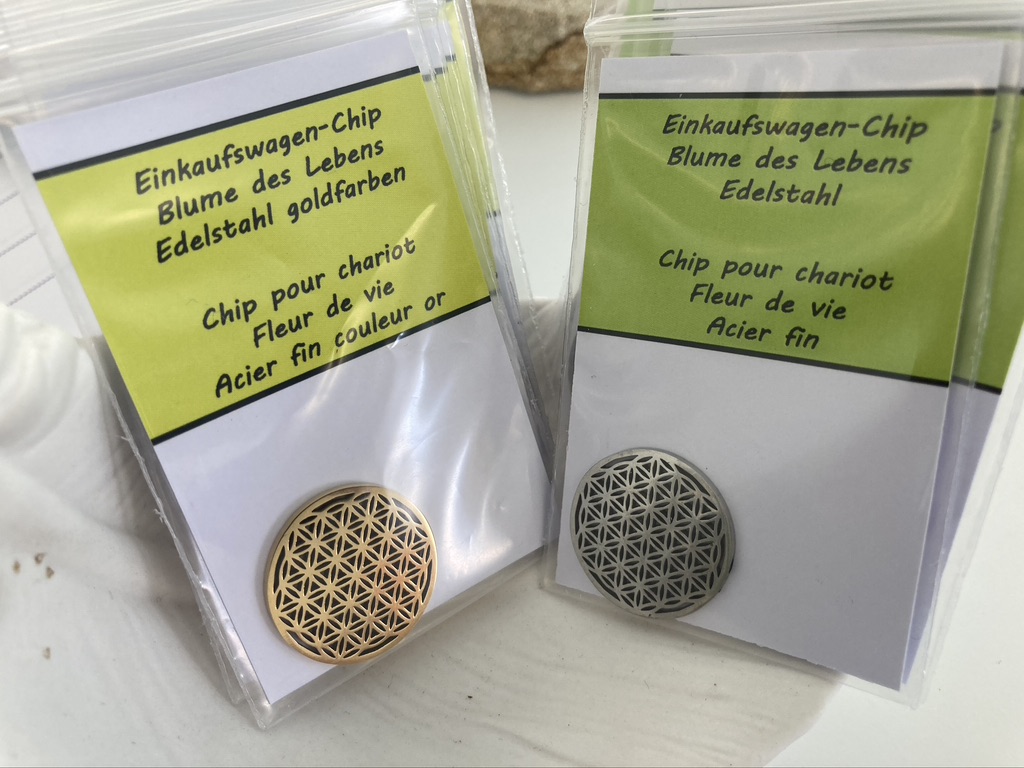 Einkaufswagen-Chip
Blume des Lebens
Edelstahl goldfarben
Chip pour chariot
Fleur de vie
Acier fin couleur or
Einkaufswagen-Chip
Blume des Lebens
Edelstahl
Chip pour chariot
Fleur de vie
Acier fin